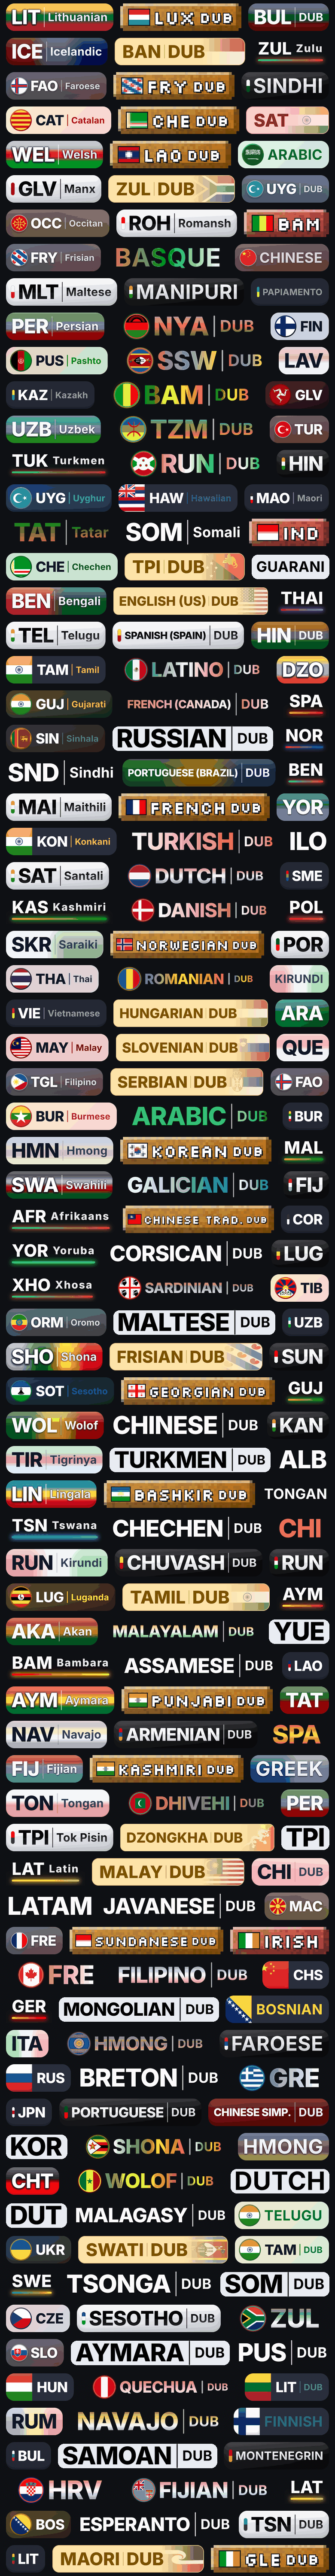 LIT Lithuanian LUX DUB BUL DUB
ICE Icelandic BAN DUB ZUL Zulu
FAO Faroese FRY DUB SINDHI
CAT Catalan CHE DUB SAT
WEL Welsh LAO DUB ARABIC
GLV Manx ZUL DUB UYG DUB
OCC Occitan ROH Romansh BAM
FRY Frisian BASQUE CHINESE
MLT Maltese MANIPURI PAPIAMENTO
PER Persian NYA DUB FIN
PUS Pashto SSW DUB LAV
KAZ Kazakh BAM DUB GLV
UZB Uzbek TZM DUB TUR
TUK Turkmen RUN DUB HIN
UYG Uyghur HAW Hawaiian MAO Maori
TAT Tatar SOM Somali IND
CHE Chechen TPI DUB GUARANI
BEN Bengali ENGLISH (US) DUB THAI
TEL Telugu SPANISH (SPAIN) DUB HIN DUB
TAM Tamil LATINO DUB DZO
GUJ Gujarati FRENCH (CANADA) DUB SPA
SIN Sinhala RUSSIAN DUB NOR
SND Sindhi PORTUGUESE (BRAZIL) DUB BEN
MAI Maithili FRENCH DUB YOR
KON Konkani TURKISH DUB ILO
SAT Santali DUTCH DUB SME
KAS Kashmiri DANISH DUB POL
SKR Saraiki NORWEGIAN DUB POR
THA Thai ROMANIAN DUB KIRUNDI
VIE Vietnamese HUNGARIAN DUB ARA
MAY Malay SLOVENIAN DUB QUE
TGL Filipino SERBIAN DUB FAO
BUR Burmese ARABIC DUB BUR
HMN Hmong KOREAN DUB MAL
SWA Swahili GALICIAN DUB FIJ
AFR Afrikaans CHINESE TRAD. DUB COR
YOR Yoruba CORSICAN DUB LUG
XHO Xhosa SARDINIAN DUB TIB
ORM Oromo MALTESE DUB UZB
SHO Shona FRISIAN DUB SUN
SOT Sesotho GEORGIAN DUB GUJ
WOL Wolof CHINESE DUB KAN
TIR Tigrinya TURKMEN DUB ALB
LIN Lingala BASHKIR DUB TONGAN
TSN Tswana CHECHEN DUB CHI
RUN Kirundi CHUVASH DUB RUN
LUG Luganda TAMIL DUB AYM
AKA Akan MALAYALAM DUB YUE
BAM Bambara ASSAMESE DUB LAO
AYM Aymara PUNJABI DUB TAT
NAV Navajo ARMENIAN DUB SPA
FIJ Fijian KASHMIRI DUB GREEK
TON Tongan DHIVEHI DUB PER
TPI Tok Pisin DZONGKHA DUB TPI
LAT Latin MALAY DUB CHI DUB
LATAM JAVANESE DUB MAC
FRE SUNDANESE DUB IRISH
FRE FILIPINO DUB CHS
GER MONGOLIAN DUB BOSNIAN
ITA HMONG DUB FAROESE
RUS BRETON DUB GRE
JPN PORTUGUESE DUB CHINESE SIMP. DUB
KOR SHONA DUB HMONG
CHT WOLOF DUB DUTCH
DUT MALAGASY DUB TELUGU
UKR SWATI DUB TAM DUB
SWE TSONGA DUB SOM DUB
CZE SESOTHO DUB ZUL
SLO AYMARA DUB PUS DUB
HUN QUECHUA DUB LIT DUB
RUM NAVAJO DUB FINNISH
BUL SAMOAN DUB MONTENEGRIN
HRV FIJIAN DUB LAT
BOS ESPERANTO DUB TSN DUB
LIT MAORI DUB GLE DUB